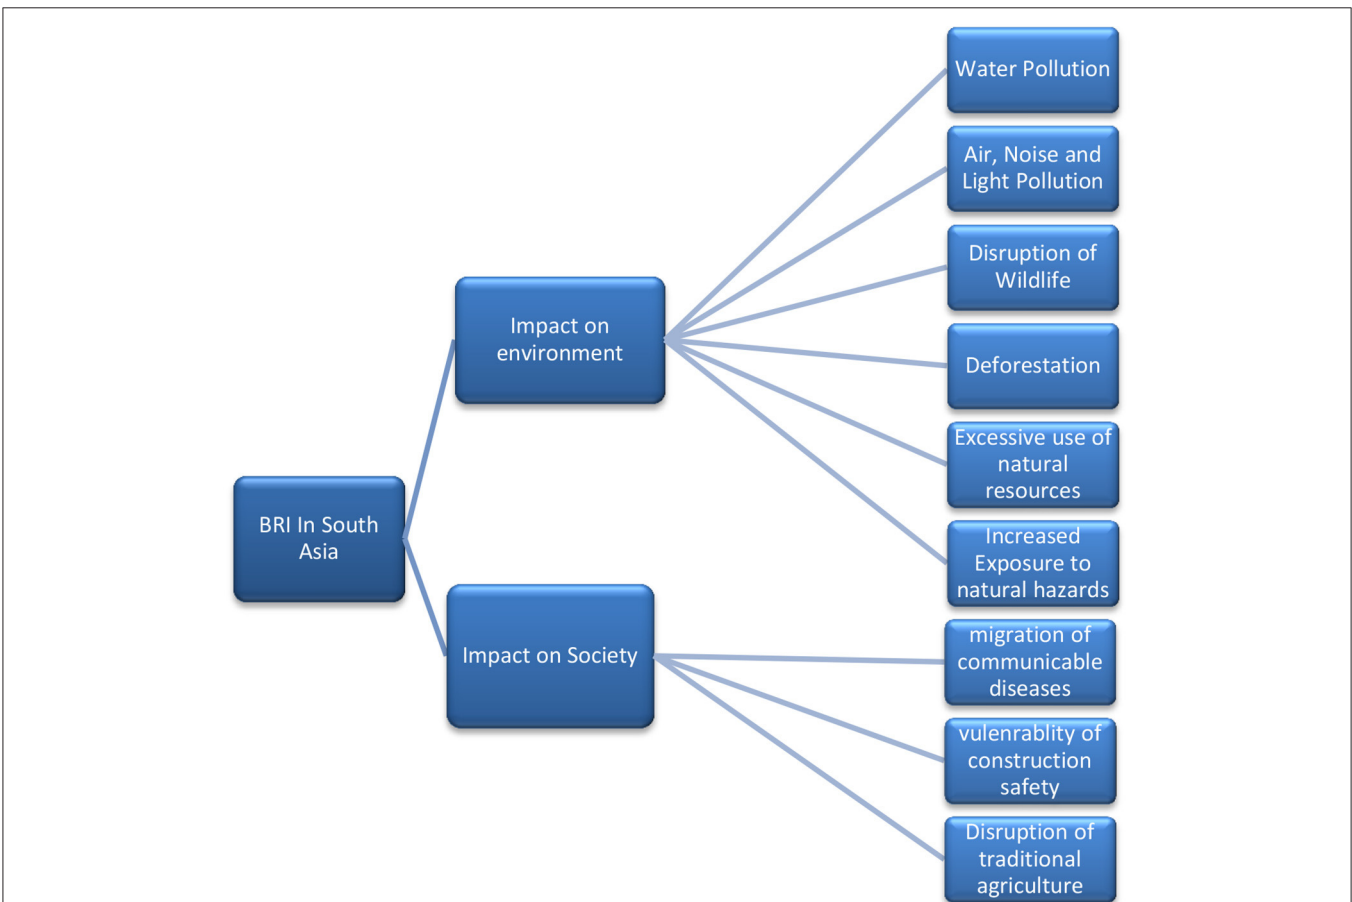 BRI In South
Asia
Impact on
environment
Impact on Society
Water Pollution
Air, Noise and
Light Pollution
Disruption of
Wildlife
Deforestation
Excessive use of
natural
resources
Increased
Exposure to
natural hazards
migration of
communicable
diseases
vulenrablity of
construction
safety
Disruption of
traditional
agriculture